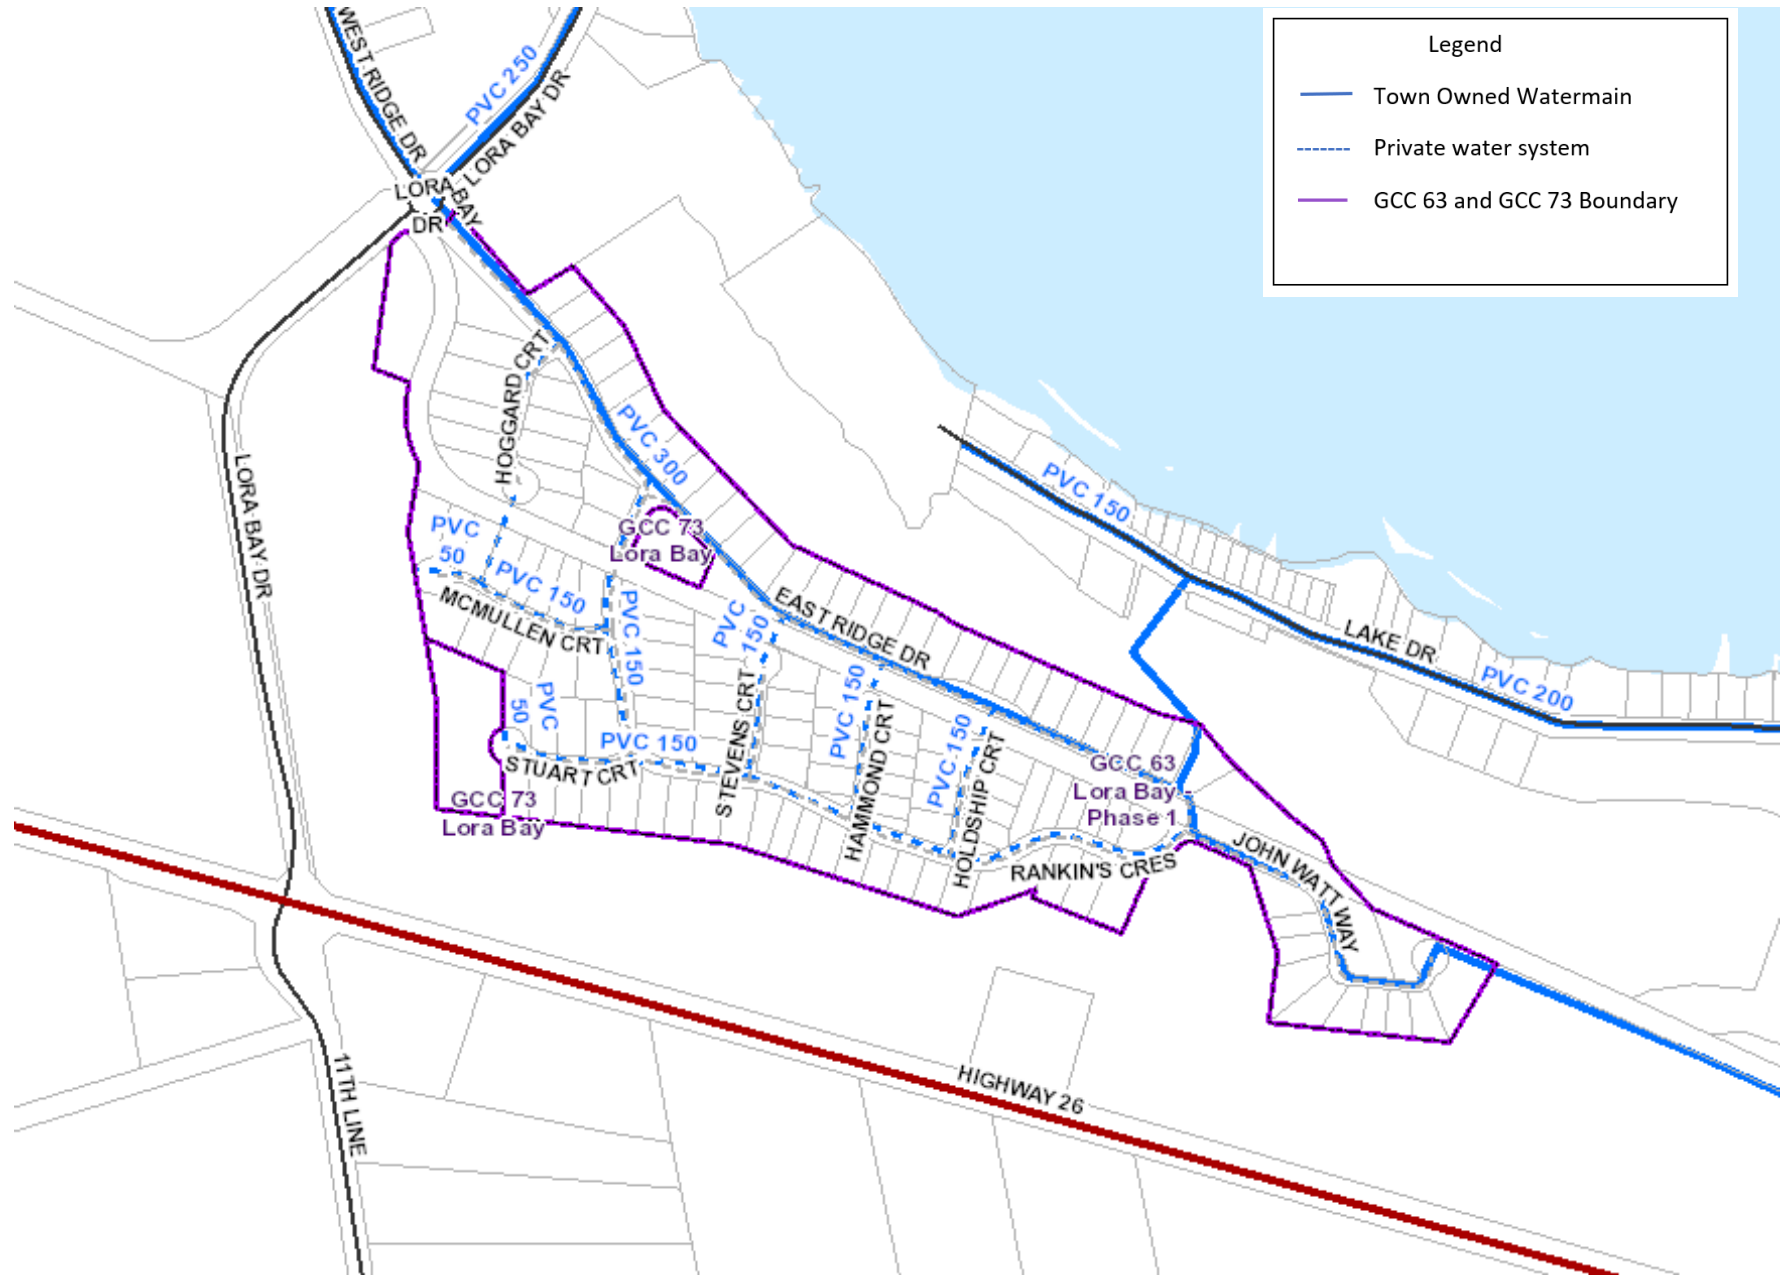 Legend
Town Owned Watermain
Private water system
GCC 63 and GCC 73 Boundary
WEST RIDGE DR
PVC 250
LORA BAY DR
LORA BAY
DR
HOGGARD CRT
PVC 300
PVC 150
LORA BAY DR
PVC
50
GCC 73
Lora Bay
PVC 150
MCMULLEN CRT
PVC 150
PVC
150
EAST RIDGE DR
LAKE DR
PVC 200
PVC
50
PVC 150
STUART CRT
STEVENS CRT
PVC 150
HAMMOND CRT
PVC 150
HOLDSHIP CRT
GCC 63
Lora Bay
Phase 1
GCC 73
Lora Bay
RANKIN'S CRES
JOHN WATT WAY
HIGHWAY 26
11TH LINE